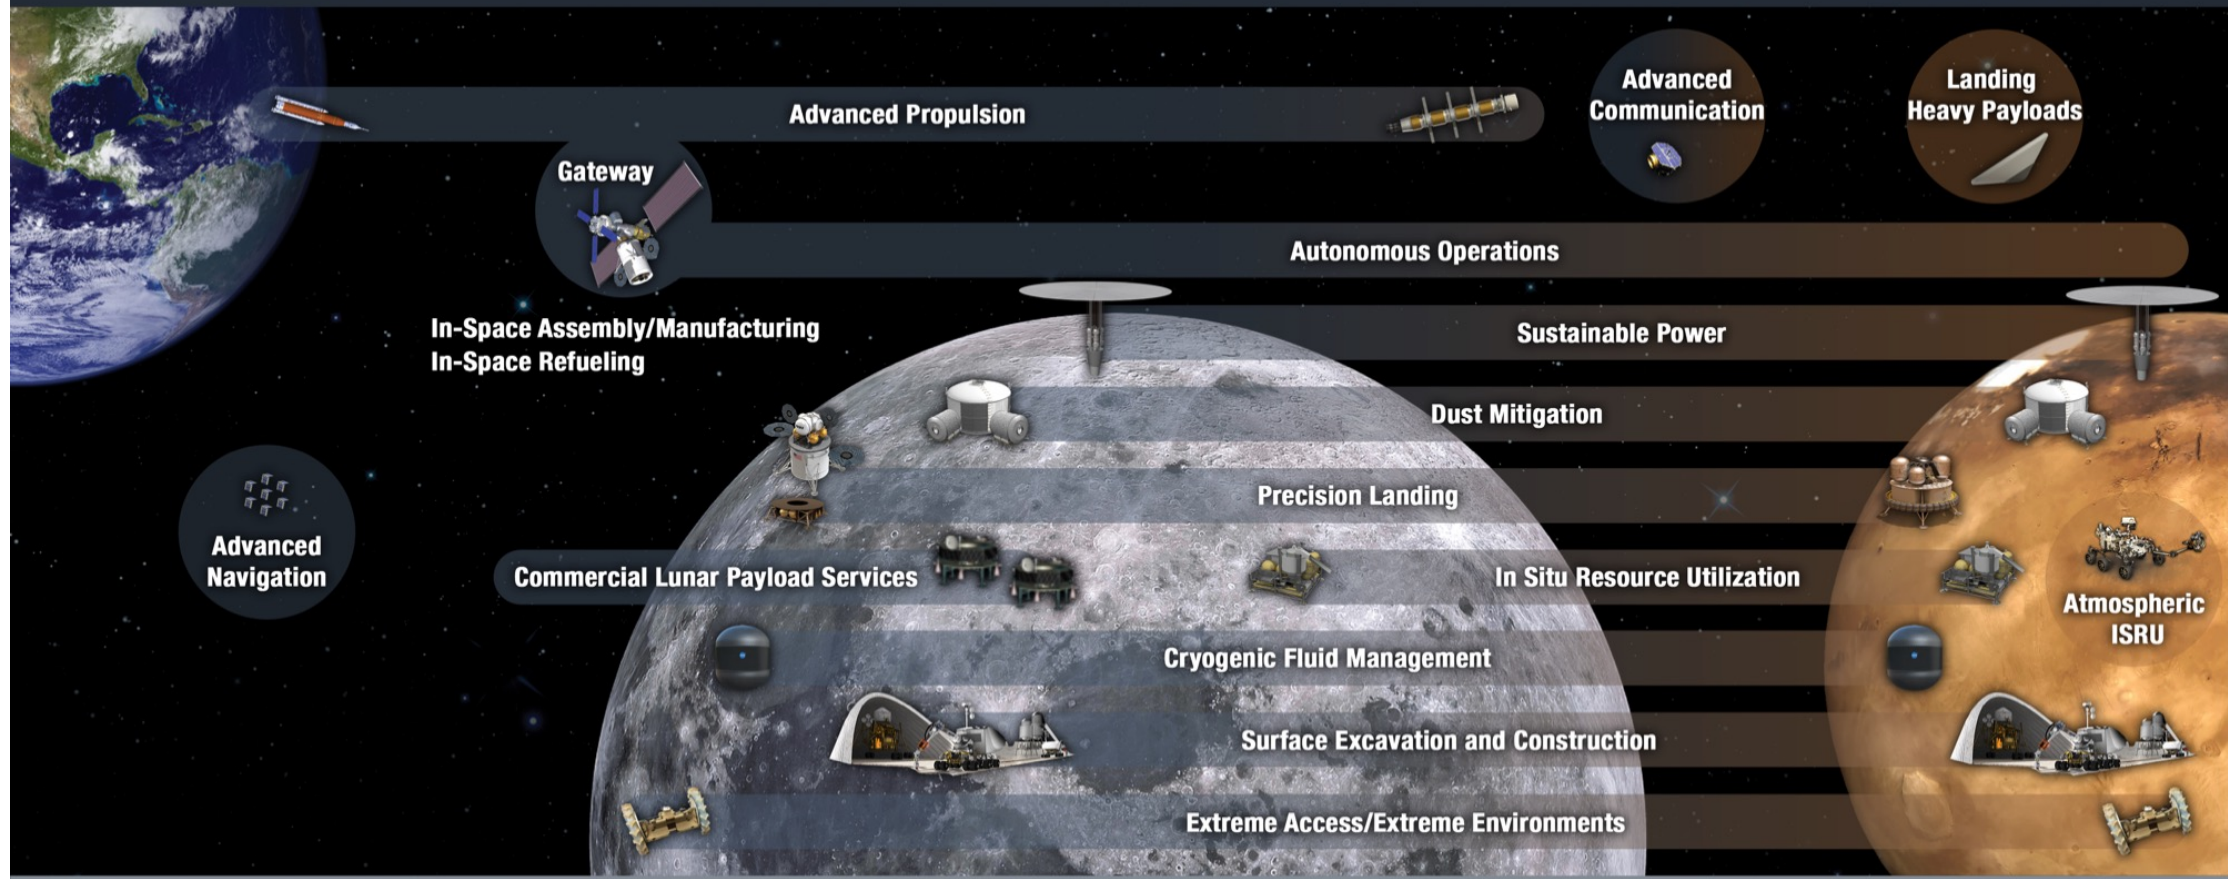 Advanced Propulsion
Advanced
Communication
Landing
Heavy Payloads
Gateway
Autonomous Operations
In-Space Assembly/Manufacturing
In-Space Refueling
Sustainable Power
Dust Mitigation
Precision Landing
Advanced
Navigation
Commercial Lunar Payload Services
In Situ Resource Utilization
Atmospheric
ISRU
Cryogenic Fluid Management
Surface Excavation and Construction
Extreme Access/Extreme Environments